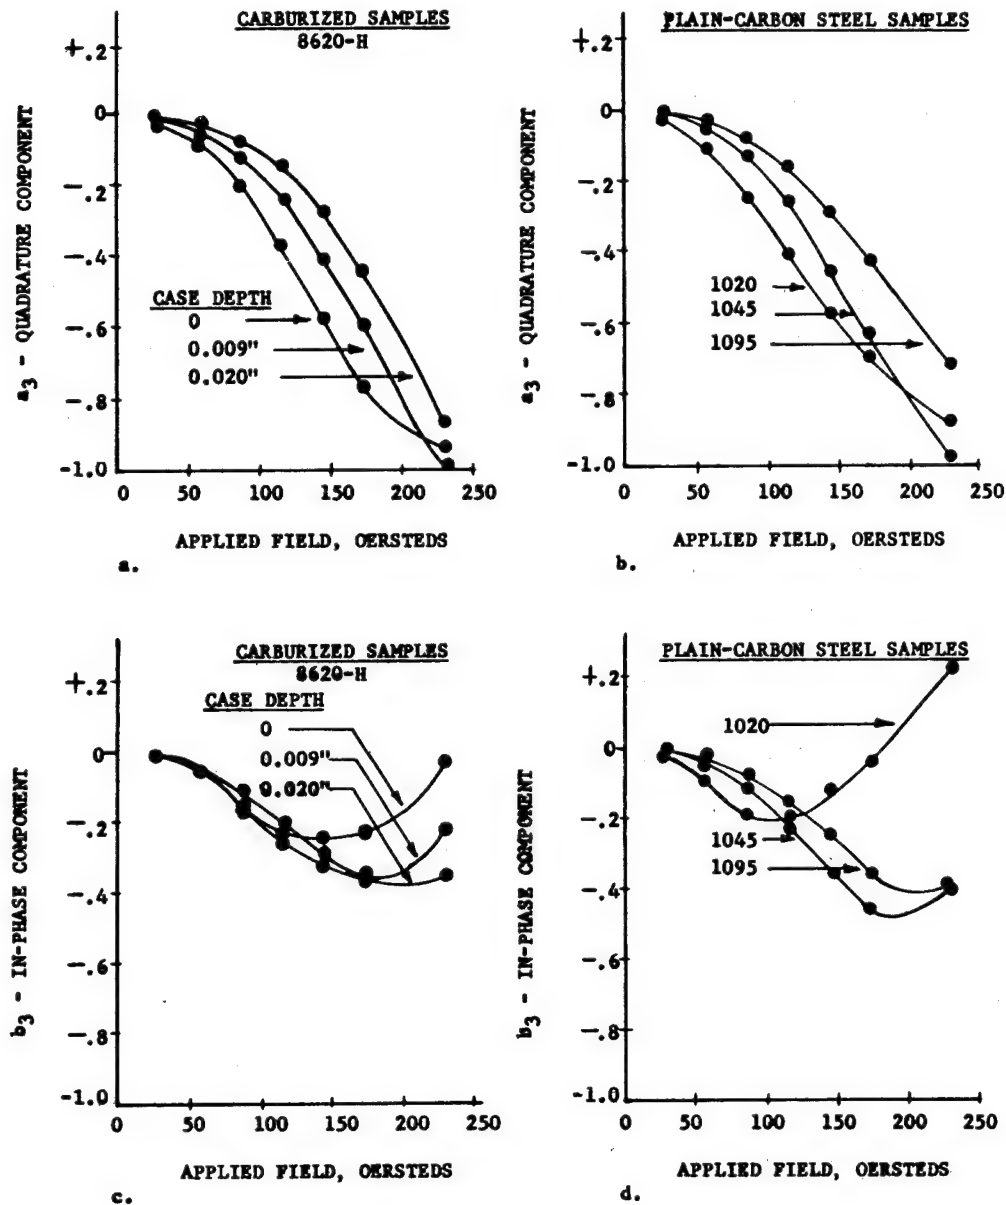 CARBURIZED SAMPLES
8620-H
a3 - QUADRATURE COMPONENT
+.2
0
-.2
-.4
-.6
-.8
-1.0
CASE DEPTH
0
0.009"
0.020"
0 50 100 150 200 250
APPLIED FIELD, OERSTEDS
a.
PLAIN-CARBON STEEL SAMPLES
a3 - QUADRATURE COMPONENT
+.2
0
-.2
-.4
-.6
-.8
-1.0
1020
1045
1095
0 50 100 150 200 250
APPLIED FIELD, OERSTEDS
b.
CARBURIZED SAMPLES
8620-H
b3 - IN-PHASE COMPONENT
+.2
0
-.2
-.4
-.6
-.8
-1.0
CASE DEPTH
0
0.009"
0.020"
0 50 100 150 200 250
APPLIED FIELD, OERSTEDS
c.
PLAIN-CARBON STEEL SAMPLES
b3 - IN-PHASE COMPONENT
+.2
0
-.2
-.4
-.6
-.8
-1.0
1020
1045
1095
0 50 100 150 200 250
APPLIED FIELD, OERSTEDS
d.